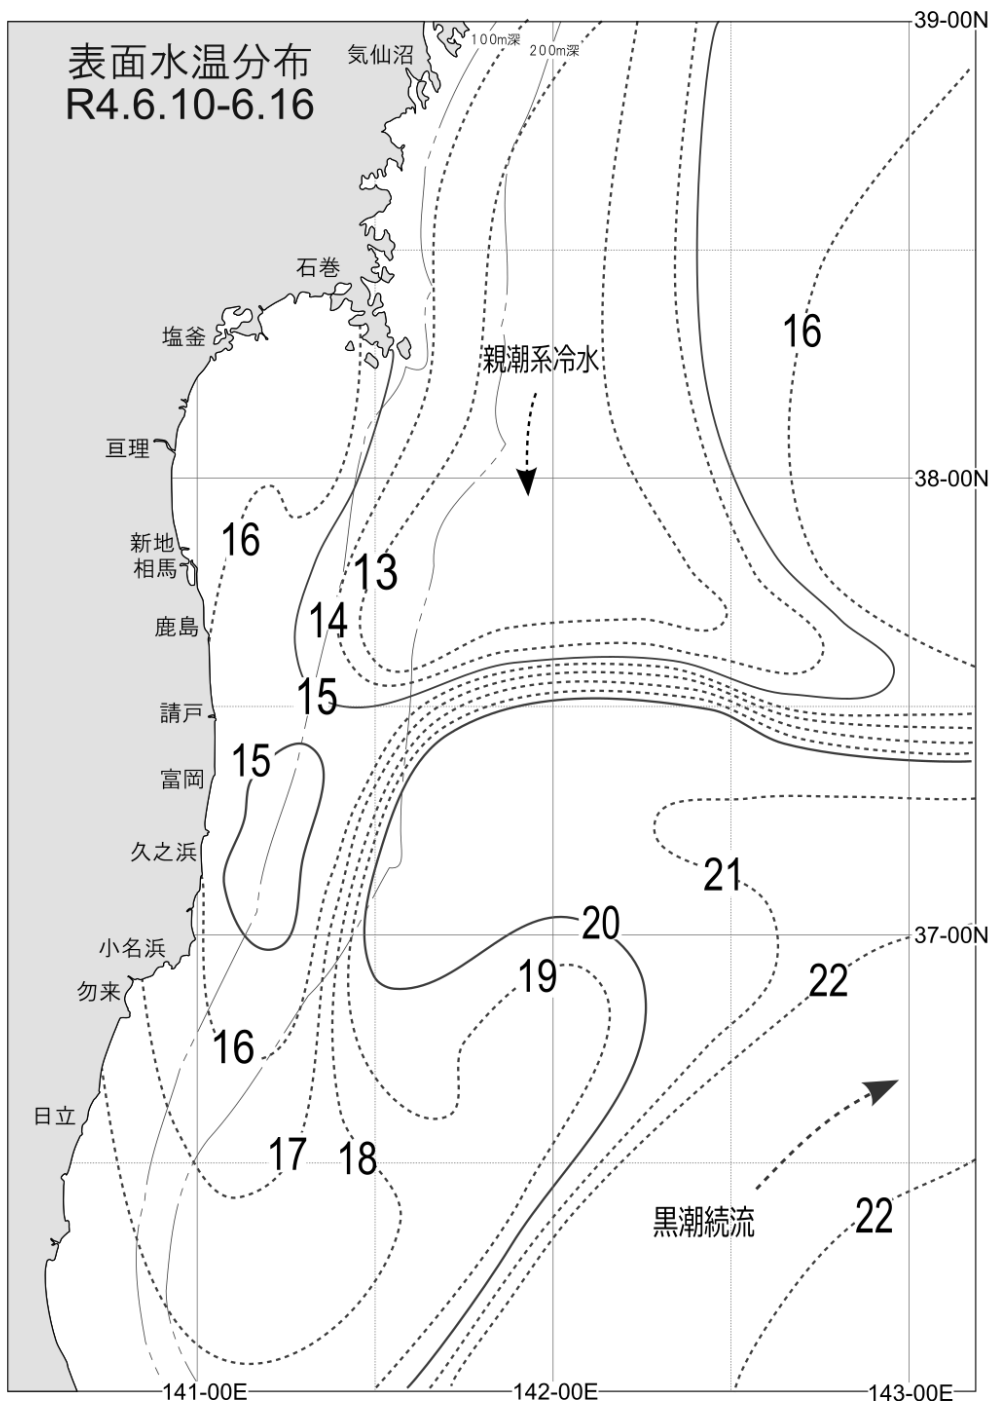 39-00N
100m深
200m深
表面水温分布
R4.6.10-6.16
気仙沼
石巻
塩釜
16
親潮系冷水
亘理
38-00N
新地
16
相馬
13
鹿島
14
請戸
15
富岡
15
久之浜
21
小名浜
20
37-00N
勿来
19
22
16
日立
17
18
黒潮続流
22
141-00E
142-00E
143-00E